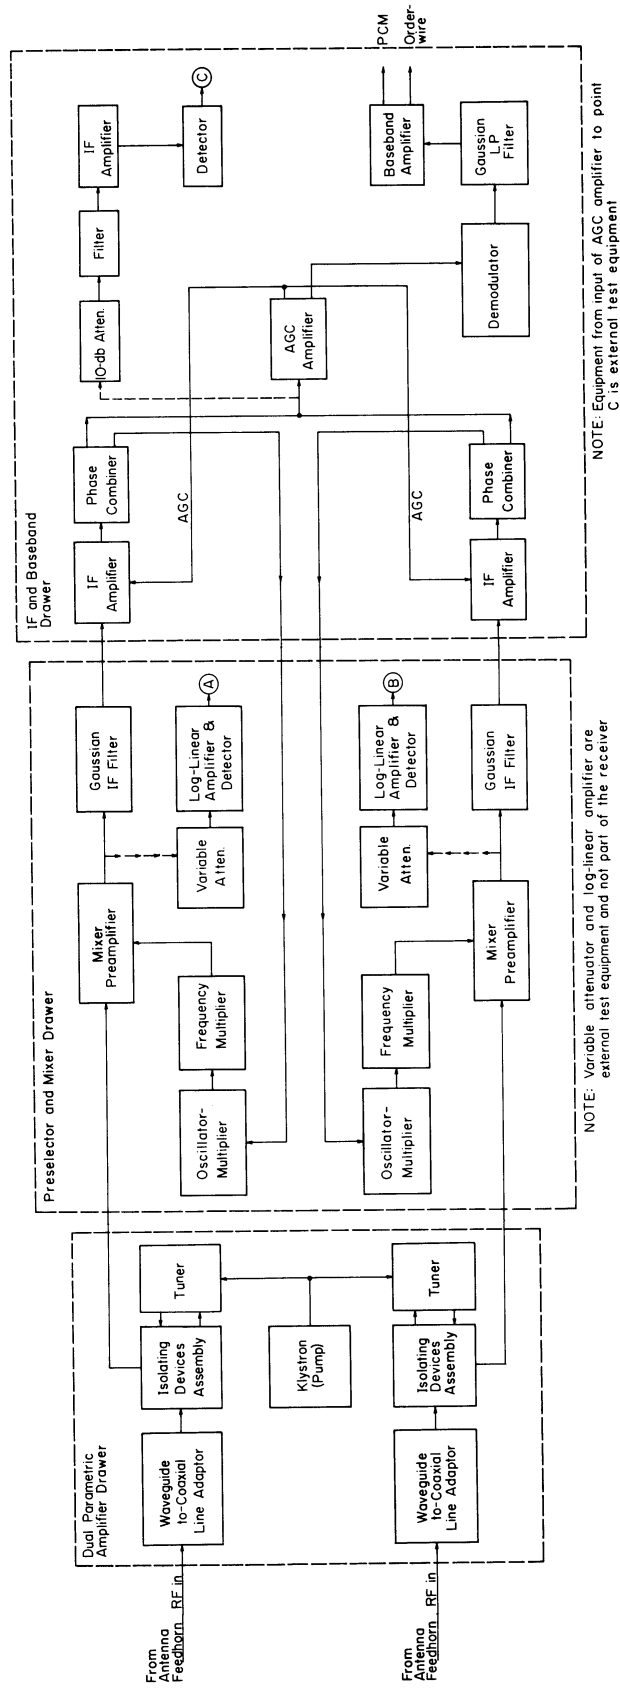 Dual Parametric
Amplifier Drawer
From
Antenna
Feedhorn RF in
Waveguide
to-Coaxial
Line Adaptor
Isolating
Devices
Assembly
Tuner
Klystron
(Pump)
From
Antenna
Feedhorn RF in
Waveguide
to-Coaxial
Line Adaptor
Isolating
Devices
Assembly
Tuner
Preselector and Mixer Drawer
Mixer
Preamplifier
Gaussian
IF Filter
Oscillator-
Multiplier
Frequency
Multiplier
Variable
Atten.
Log-Linear
Amplifier &
Detector
A
Oscillator-
Multiplier
Frequency
Multiplier
Variable
Atten.
Log-Linear
Amplifier &
Detector
B
Mixer
Preamplifier
Gaussian
IF Filter
NOTE: Variable attenuator and log-linear amplifier are
external test equipment and not part of the receiver
IF and Baseband
Drawer
IF
Amplifier
Phase
Combiner
10-db Atten.
Filter
IF
Amplifier
Detector
C
AGC
AGC
Amplifier
AGC
IF
Amplifier
Phase
Combiner
Demodulator
Gaussian
LP
Filter
Baseband
Amplifier
PCM
Order-
wire
NOTE: Equipment from input of AGC amplifier to point
C is external test equipment